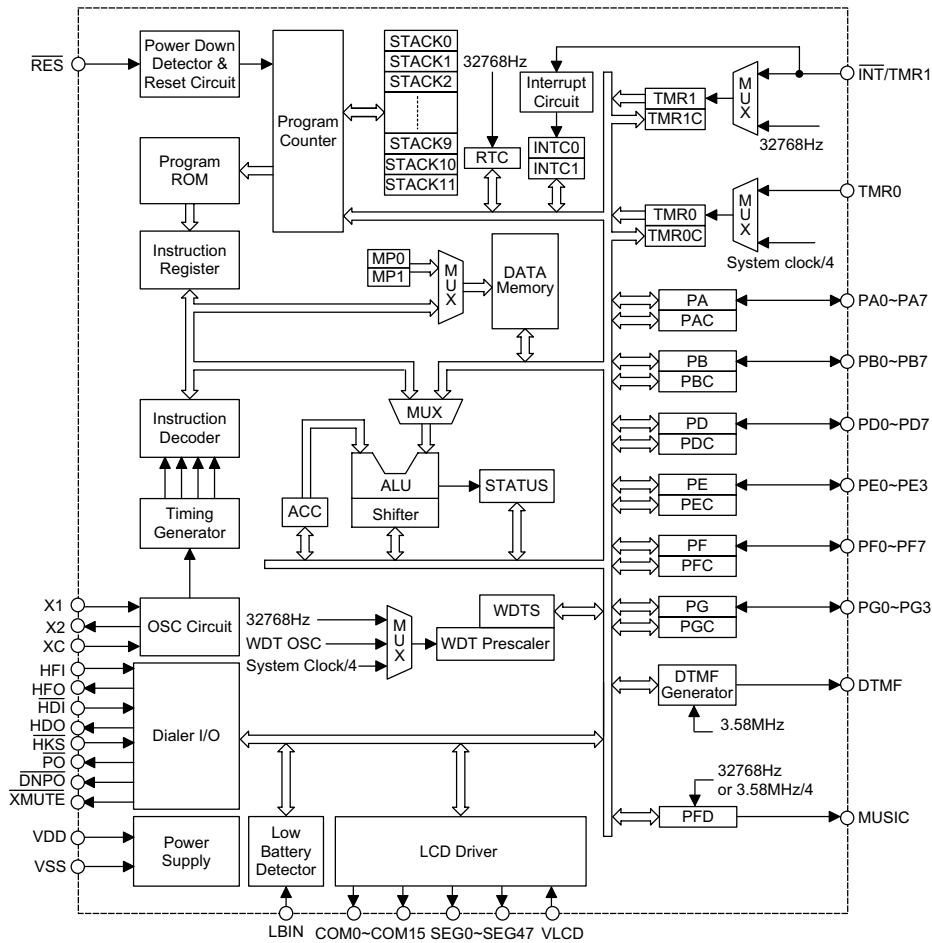 RES
Power Down
Detector &
Reset Circuit
Program
Counter
STACK0
STACK1
STACK2
STACK9
STACK10
STACK11
32768Hz
RTC
Interrupt
Circuit
INTC0
INTC1
TMR1
TMR1C
MUX
32768Hz
INT/TMR1
Program
ROM
Instruction
Register
TMR0
TMR0C
MUX
System clock/4
TMR0
MP0
MP1
MUX
DATA
Memory
PA
PAC
PA0~PA7
PB
PBC
PB0~PB7
MUX
Instruction
Decoder
PD
PDC
PD0~PD7
ALU
Shifter
STATUS
ACC
Timing
Generator
PE
PEC
PE0~PE3
PF
PFC
PF0~PF7
X1
X2
XC
OSC Circuit
32768Hz
WDT OSC
System Clock/4
MUX
WDTS
WDT Prescaler
PG
PGC
PG0~PG3
HFI
HFO
HDI
HDO
HKS
PO
DNPO
XMUTE
Dialer I/O
DTMF
Generator
3.58MHz
DTMF
32768Hz
or 3.58MHz/4
PFD
MUSIC
VDD
VSS
Power
Supply
Low
Battery
Detector
LCD Driver
LBIN
COM0~COM15
SEG0~SEG47
VLCD